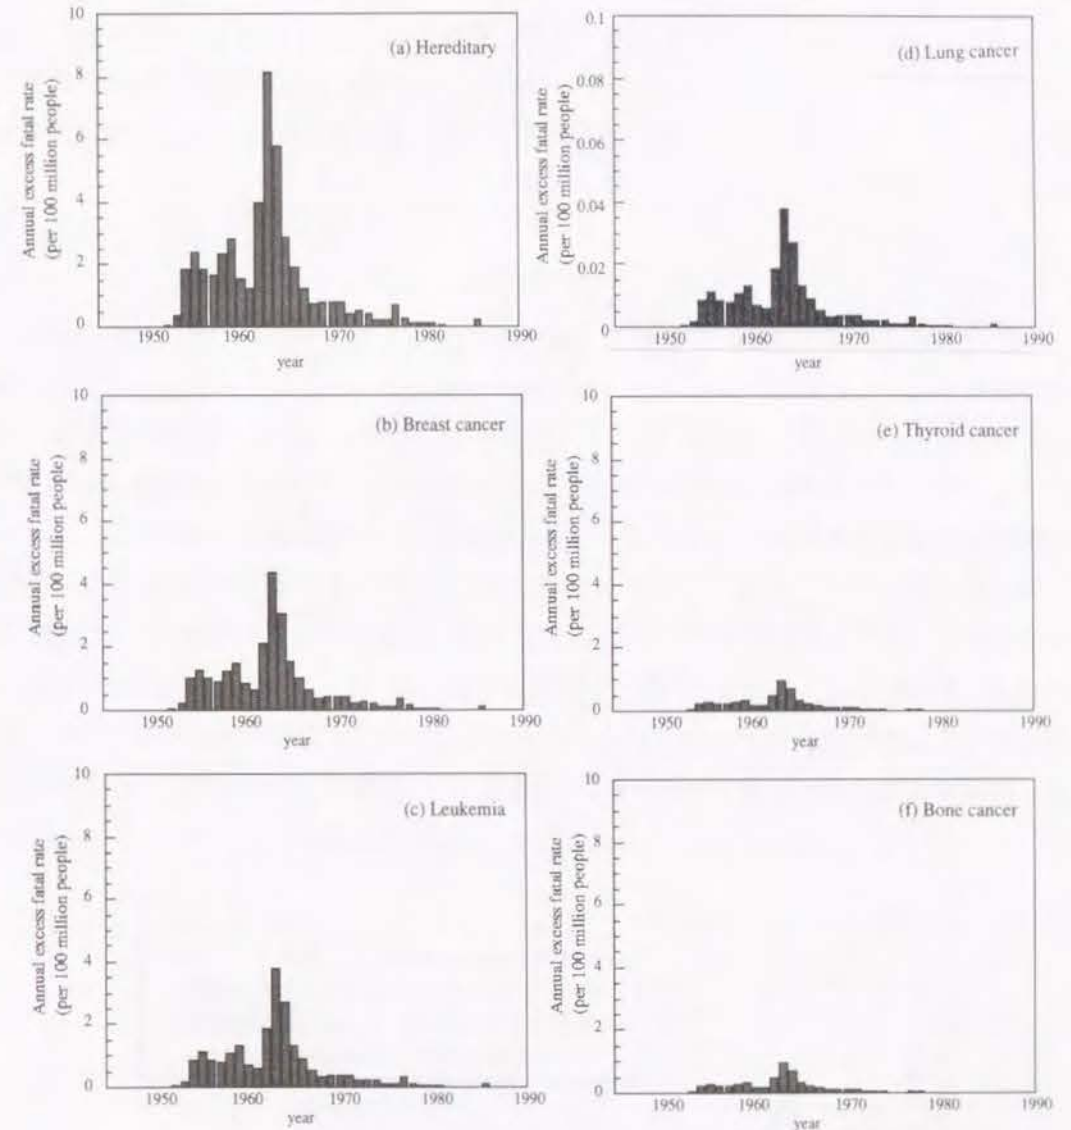 (a) Hereditary
Annual excess fatal rate
(per 100 million people)
10
8
6
4
2
0
1950 1960 1970 1980 1990
year
(d) Lung cancer
Annual excess fatal rate
(per 100 million people)
0.1
0.08
0.06
0.04
0.02
0
1950 1960 1970 1980 1990
year
(b) Breast cancer
Annual excess fatal rate
(per 100 million people)
10
8
6
4
2
0
1950 1960 1970 1980 1990
year
(e) Thyroid cancer
Annual excess fatal rate
(per 100 million people)
10
8
6
4
2
0
1950 1960 1970 1980 1990
year
(c) Leukemia
Annual excess fatal rate
(per 100 million people)
10
8
6
4
2
0
1950 1960 1970 1980 1990
year
(f) Bone cancer
Annual excess fatal rate
(per 100 million people)
10
8
6
4
2
0
1950 1960 1970 1980 1990
year